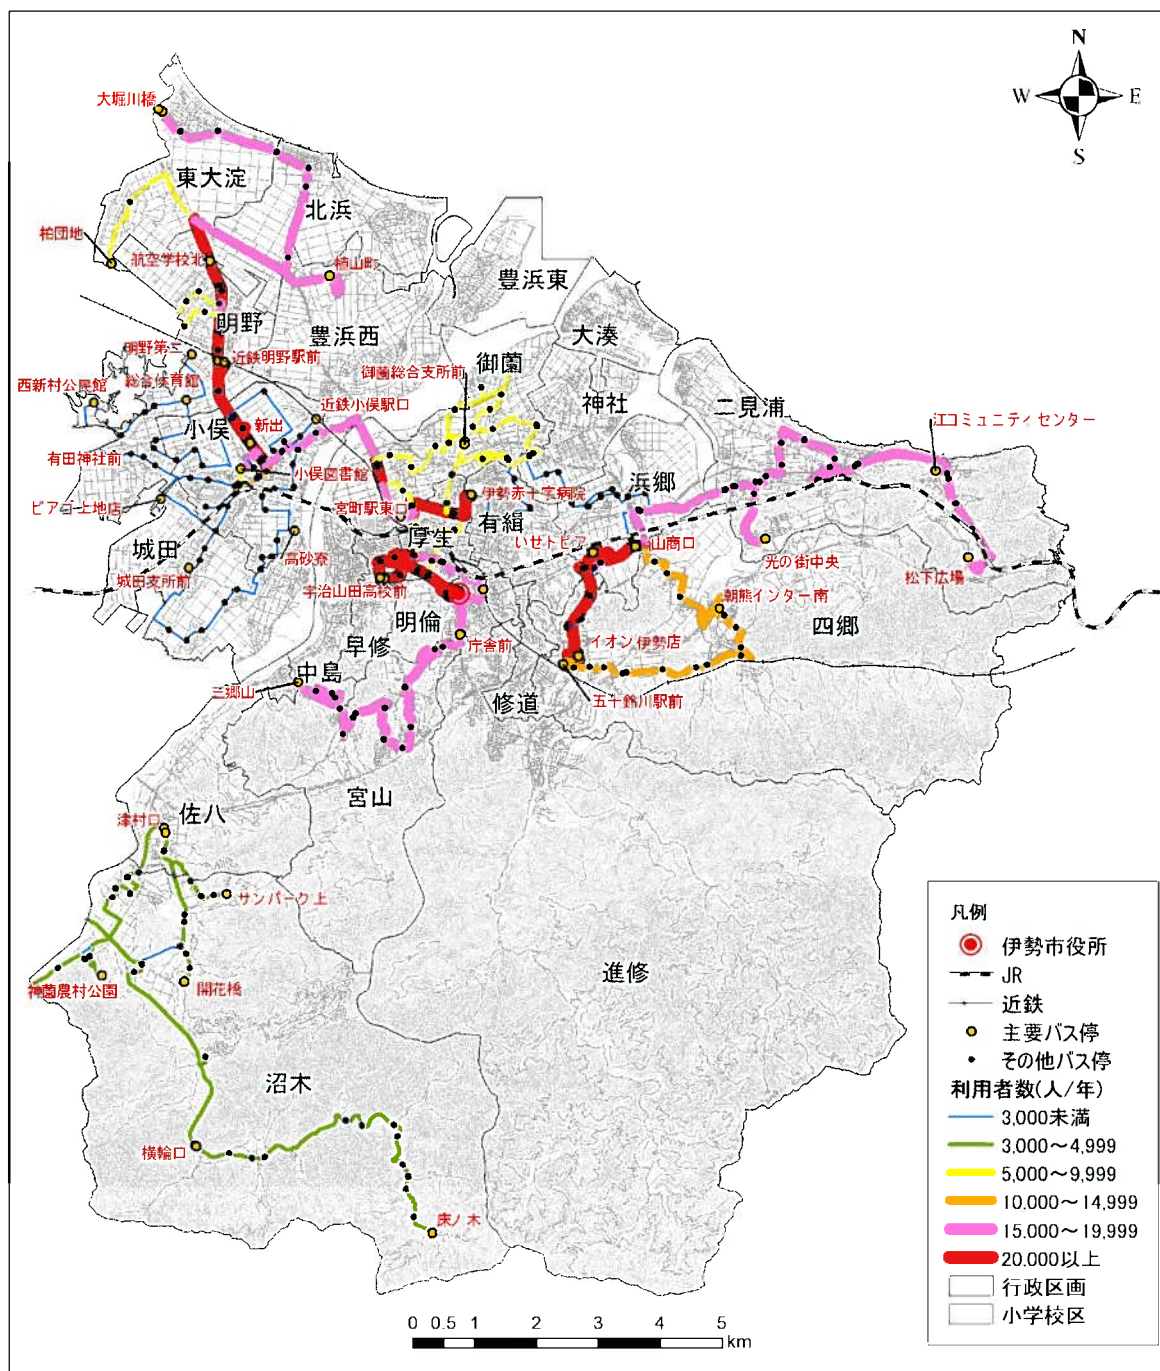 N
W
E
S
大堀川橋
東大淀
北浜
柏団地
航空学校北
植山町
豊浜東
明野
豊浜西
大湊
明野第二
近鉄明野駅前
御薗総合支所前
御薗
西新村公民館
総合体育館
近鉄小俣駅口
神社
二見浦
江コミュニティセンター
小俣
新出
有田神社前
小俣図書館
浜郷
ピアゴ上地店
宮町駅東口
伊勢赤十字病院
有緝
厚生
いせトピア
山商口
城田
高砂寮
光の街中央
松下広場
城田支所前
宇治山田高校前
朝熊インター南
明倫
四郷
早修
庁舎前
イオン伊勢店
中島
三郷山
修道
五十鈴川駅前
宮山
佐八
津村口
サンパーク上
進修
神薗農村公園
開花橋
沼木
横輪口
床ノ木
凡例
伊勢市役所
JR
近鉄
主要バス停
その他バス停
利用者数(人/年)
3,000未満
3,000～4,999
5,000～9,999
10,000～14,999
15,000～19,999
20,000以上
行政区画
小学校区
0 0.5 1 2 3 4 5
km